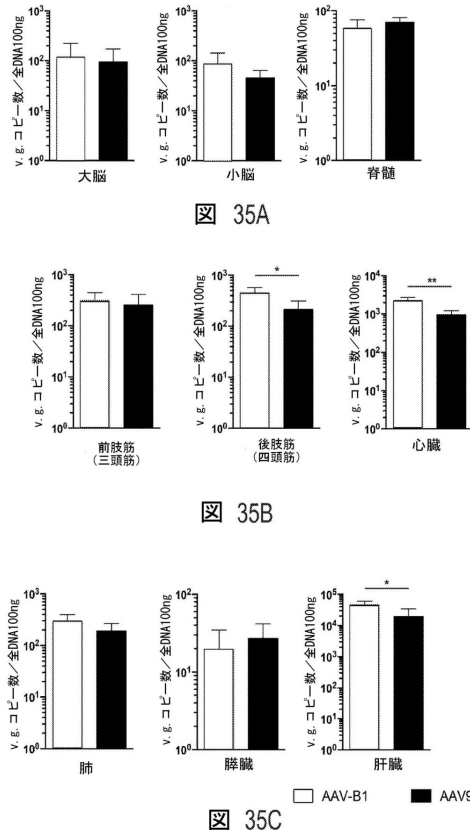 v. g. コピー数／全DNA100ng
10³
10²
10¹
10⁰
大脳
v. g. コピー数／全DNA100ng
10³
10²
10¹
10⁰
小脳
v. g. コピー数／全DNA100ng
10²
10¹
10⁰
脊髄
図 35A
v. g. コピー数／全DNA100ng
10³
10²
10¹
10⁰
前肢筋
(三頭筋)
v. g. コピー数／全DNA100ng
10³
10²
10¹
10⁰
*
後肢筋
(四頭筋)
v. g. コピー数／全DNA100ng
10⁴
10³
10²
10¹
10⁰
**
心臓
図 35B
v. g. コピー数／全DNA100ng
10³
10²
10¹
10⁰
肺
v. g. コピー数／全DNA100ng
10²
10¹
10⁰
膵臓
v. g. コピー数／全DNA100ng
10⁵
10⁴
10³
10²
10¹
10⁰
*
肝臓
AAV-B1 AAV9
図 35C